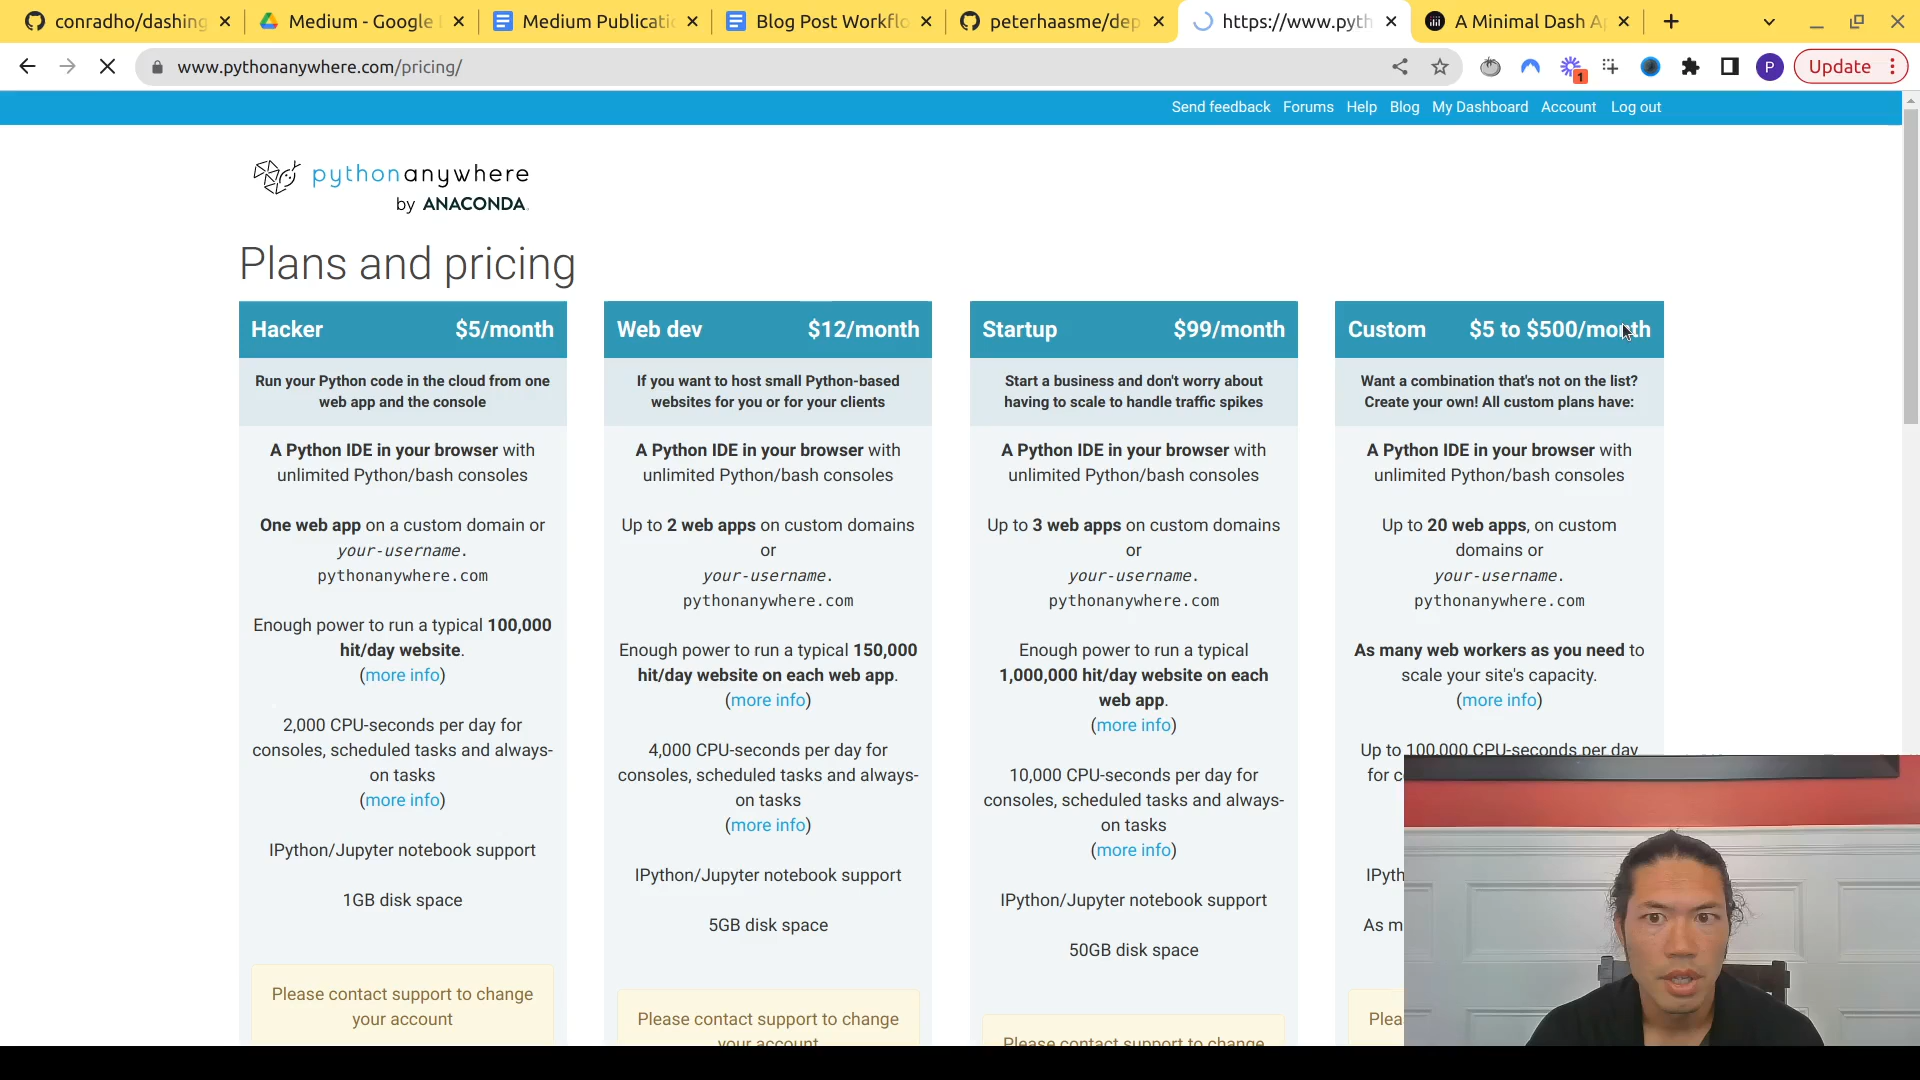 conradho/dashing
Medium - Google
Medium Publicati
Blog Post Workflo
peterhaasme/dep
https://www.pyth
A Minimal Dash A
www.pythonanywhere.com/pricing/
1
P
Update
Send feedback Forums Help Blog My Dashboard Account Log out
pythonanywhere
by ANACONDA.
Plans and pricing
Hacker $5/month
Run your Python code in the cloud from one
web app and the console
A Python IDE in your browser with
unlimited Python/bash consoles
One web app on a custom domain or
your-username.
pythonanywhere.com
Enough power to run a typical 100,000
hit/day website.
(more info)
2,000 CPU-seconds per day for
consoles, scheduled tasks and always-
on tasks
(more info)
IPython/Jupyter notebook support
1GB disk space
Please contact support to change
your account
Web dev $12/month
If you want to host small Python-based
websites for you or for your clients
A Python IDE in your browser with
unlimited Python/bash consoles
Up to 2 web apps on custom domains
or
your-username.
pythonanywhere.com
Enough power to run a typical 150,000
hit/day website on each web app.
(more info)
4,000 CPU-seconds per day for
consoles, scheduled tasks and always-
on tasks
(more info)
IPython/Jupyter notebook support
5GB disk space
Please contact support to change
your account
Startup $99/month
Start a business and don't worry about
having to scale to handle traffic spikes
A Python IDE in your browser with
unlimited Python/bash consoles
Up to 3 web apps on custom domains
or
your-username.
pythonanywhere.com
Enough power to run a typical
1,000,000 hit/day website on each
web app.
(more info)
10,000 CPU-seconds per day for
consoles, scheduled tasks and always-
on tasks
(more info)
IPython/Jupyter notebook support
50GB disk space
Please contact support to change
Custom $5 to $500/month
Want a combination that's not on the list?
Create your own! All custom plans have:
A Python IDE in your browser with
unlimited Python/bash consoles
Up to 20 web apps, on custom
domains or
your-username.
pythonanywhere.com
As many web workers as you need to
scale your site's capacity.
(more info)
Up to 100,000 CPU-seconds per day
for c
IPyth
As m
Plea